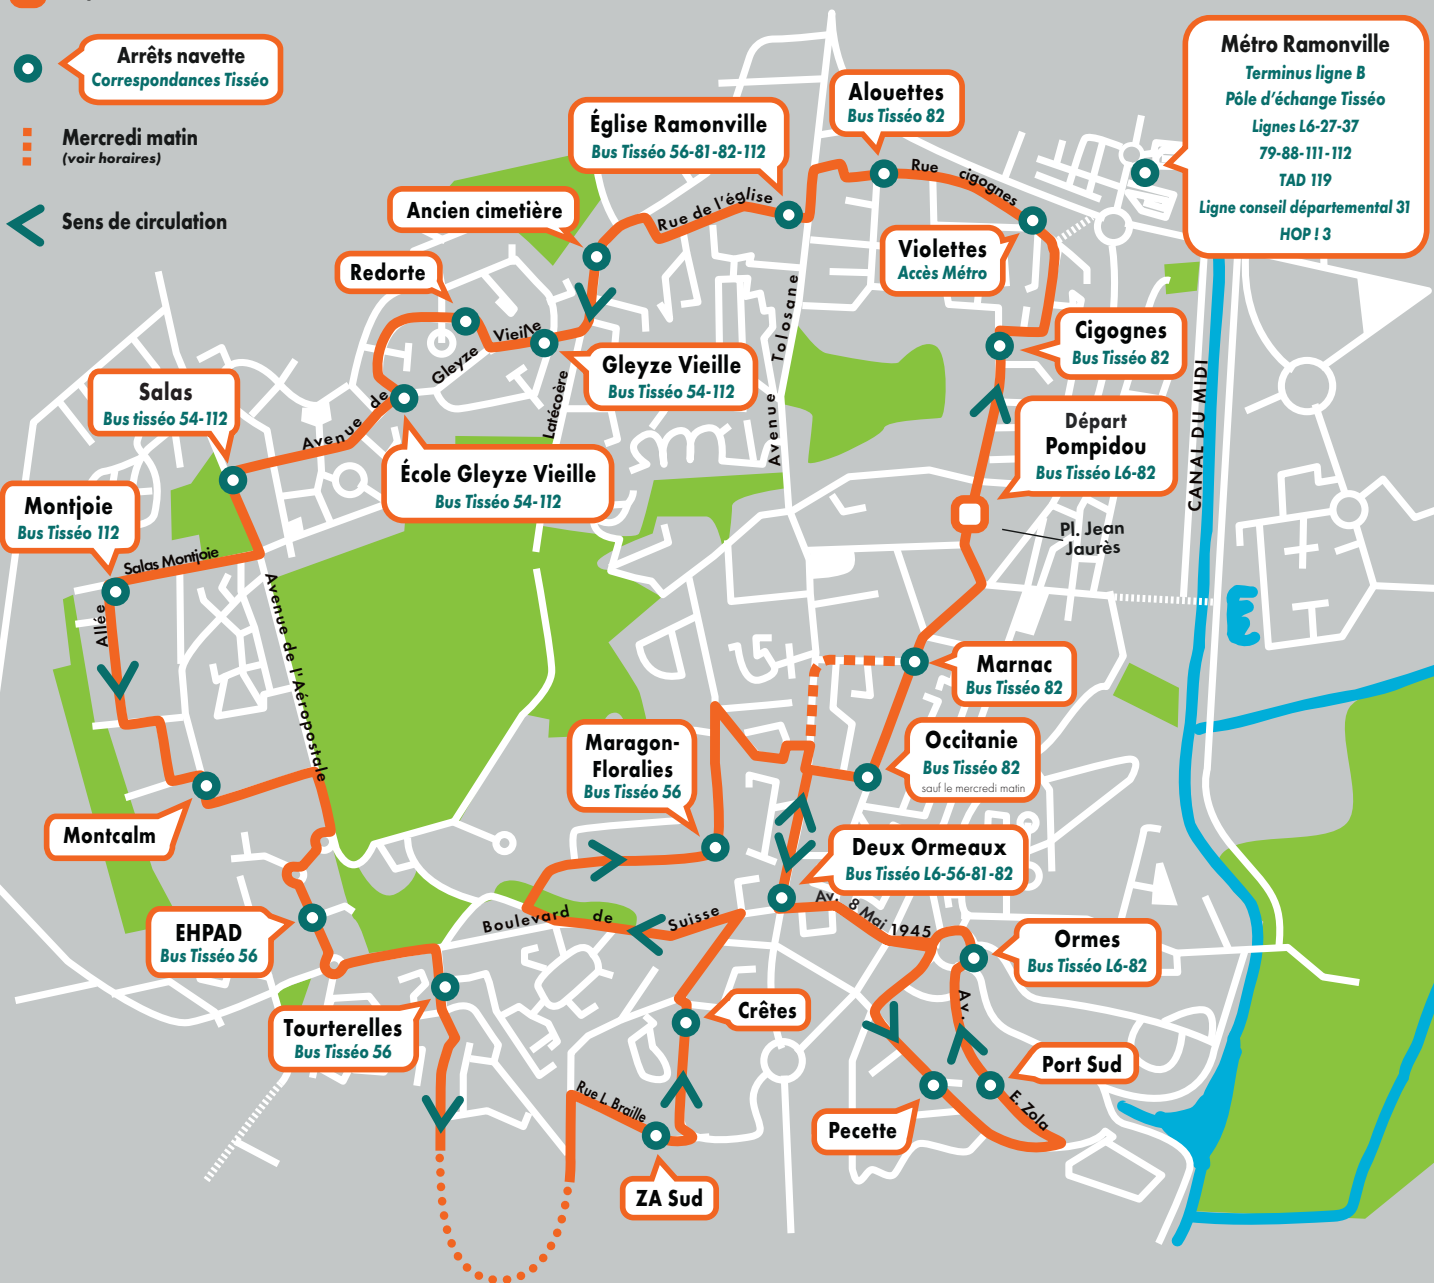 Arrêts navette
Correspondances Tisséo
Mercredi matin
(voir horaires)
Sens de circulation
Métro Ramonville
Terminus ligne B
Pôle d'échange Tisséo
Lignes L6-27-37
79-88-111-112
TAD 119
Ligne conseil départemental 31
HOP ! 3
Alouettes
Bus Tisséo 82
Église Ramonville
Bus Tisséo 56-81-82-112
Rue cigognes
Ancien cimetière
Rue de l'église
Violettes
Accès Métro
Redorte
Cigognes
Bus Tisséo 82
Gleyze Vieille
Bus Tisséo 54-112
Avenue de Gleyze Vieille
Latécoère
Avenue Tolosane
CANAL DU MIDI
Salas
Bus tisséo 54-112
École Gleyze Vieille
Bus Tisséo 54-112
Départ
Pompidou
Bus Tisséo L6-82
Pl. Jean
Jaurès
Montjoie
Bus Tisséo 112
Allée Salas Montjoie
Avenue de l'Aéropostale
Marnac
Bus Tisséo 82
Maragon-
Floralies
Bus Tisséo 56
Occitanie
Bus Tisséo 82
sauf le mercredi matin
Montcalm
Deux Ormeaux
Bus Tisséo L6-56-81-82
Av. 8 Mai 1945
Boulevard de Suisse
EHPAD
Bus Tisséo 56
Ormes
Bus Tisséo L6-82
Crêtes
Tourterelles
Bus Tisséo 56
Av. E. Zola
Port Sud
Rue L. Braille
Pecette
ZA Sud